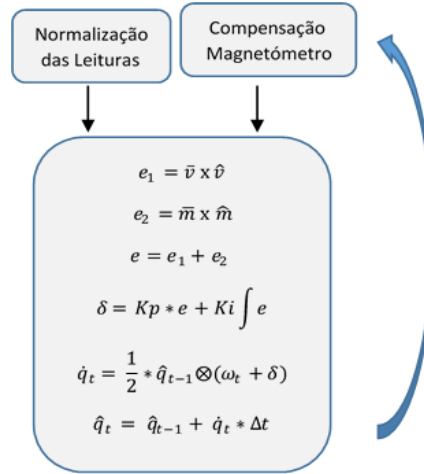 Normalização
das Leituras
Compensação
Magnetómetro
e₁ = v̄ x v̂
e₂ = m̄ x m̂
e = e₁ + e₂
δ = Kp * e + Ki ∫ e
q̇ₜ = 1/2 * q̂ₜ₋₁⊗(ωₜ + δ)
q̂ₜ = q̂ₜ₋₁ + q̇ₜ * Δt